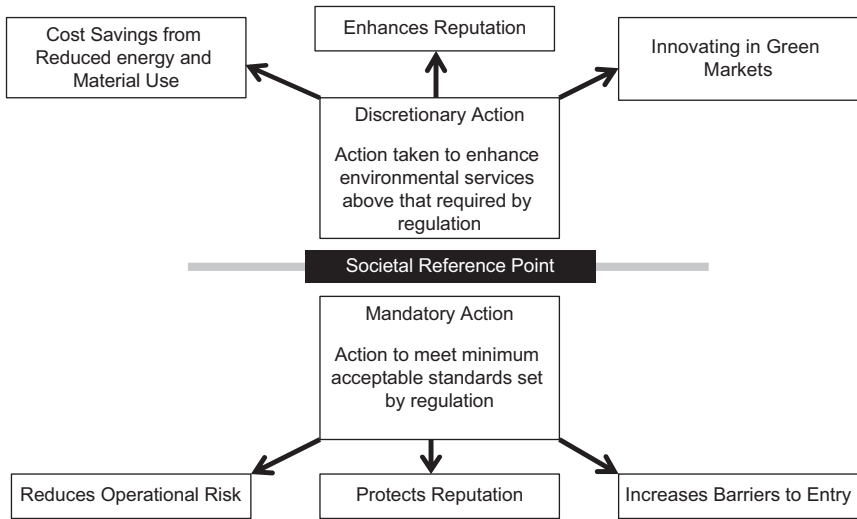 Cost Savings from
Reduced energy and
Material Use
Enhances Reputation
Innovating in Green
Markets
Discretionary Action
Action taken to enhance
environmental services
above that required by
regulation
Societal Reference Point
Mandatory Action
Action to meet minimum
acceptable standards set
by regulation
Reduces Operational Risk
Protects Reputation
Increases Barriers to Entry